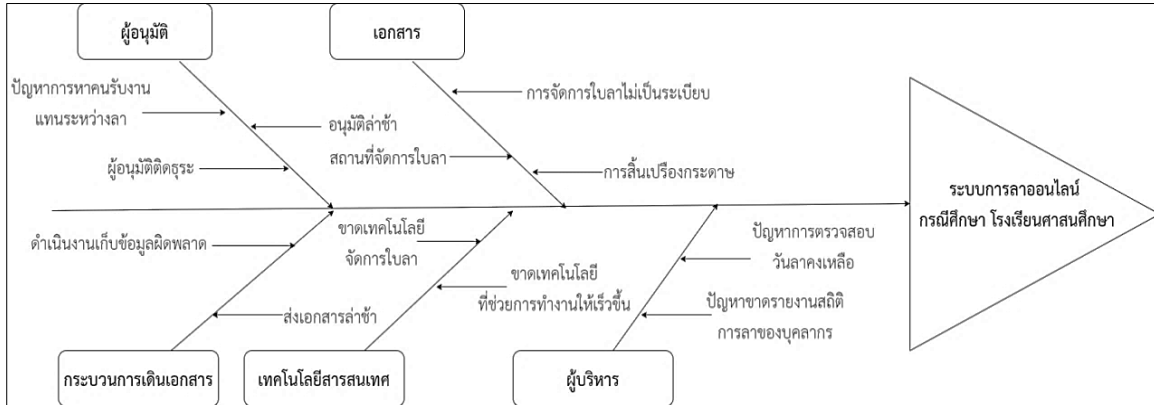 ผู้อนุมัติ
เอกสาร
ปัญหาการหาคนรับงาน
แทนระหว่างลา
อนุมัติล่าช้า
ผู้อนุมัติติดธุระ
การจัดการใบลาไม่เป็นระเบียบ
สถานที่จัดการใบลา
การสิ้นเปรืองกระดาษ
ระบบการลาออนไลน์
กรณีศึกษา โรงเรียนศาสนศึกษา
ดำเนินงานเก็บข้อมูลผิดพลาด
ส่งเอกสารล่าช้า
ขาดเทคโนโลยี
จัดการใบลา
ขาดเทคโนโลยี
ที่ช่วยการทำงานให้เร็วขึ้น
ปัญหาการตรวจสอบ
วันลาคงเหลือ
ปัญหาขาดรายงานสถิติ
การลาของบุคลากร
กระบวนการเดินเอกสาร
เทคโนโลยีสารสนเทศ
ผู้บริหาร